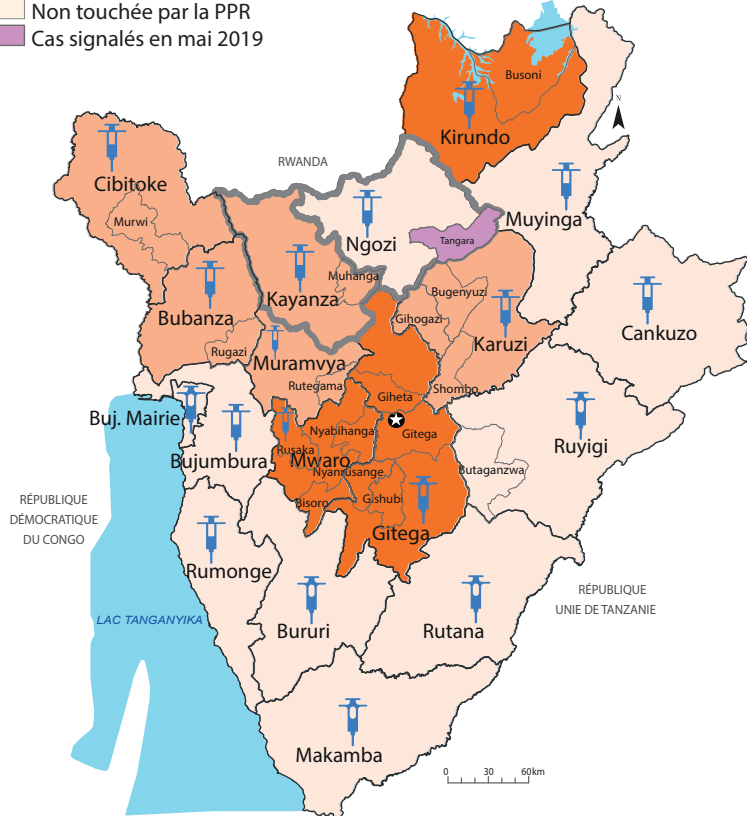 Non touchée par la PPR
Cas signalés en mai 2019
Busoni
Kirundo
N
RWANDA
Cibitoke
Murwi
Ngozi
Tangara
Muyinga
Muhanga
Kayanza
Bubanza
Bugenyuzi
Gihogazi
Karuzi
Cankuzo
Rugazi
Muramvya
Rutegama
Shombo
Giheta
Buj. Mairie
Nyabihanga
Gitega
Ruyigi
Bujumbura
Rusaka
Mwaro
Nyanrusange
Butaganzwa
Bisoro
Gishubi
Gitega
RÉPUBLIQUE
DÉMOCRATIQUE
DU CONGO
Rumonge
RÉPUBLIQUE
UNIE DE TANZANIE
LAC TANGANYIKA
Bururi
Rutana
Makamba
0 30 60km